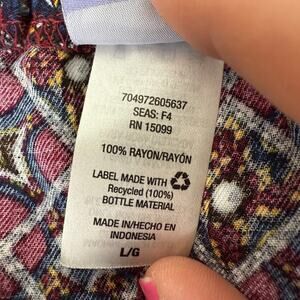 704972605637
SEAS: F4
RN 15099
100% RAYON/RAYÓN
LABEL MADE WITH
Recycled (100%)
BOTTLE MATERIAL
MADE IN/HECHO EN
INDONESIA
L/G